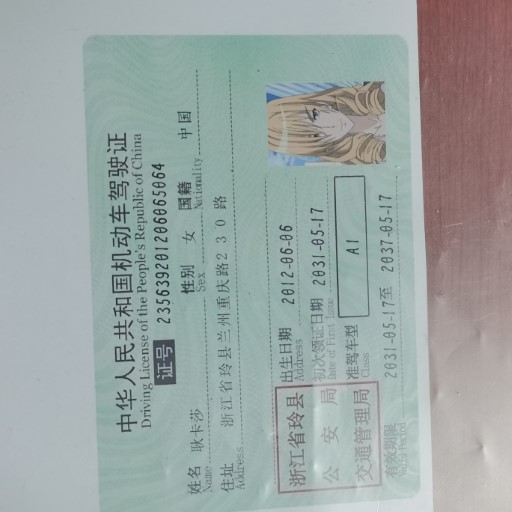 中华人民共和国机动车驾驶证
Driving License of the People's Republic of China
证号 235639201206065064
姓名 耿卡莎 性别 女 国籍 中国
Name Sex Nationality
住址 浙江省玲县兰州重庆路230路
Address
出生日期 2012-06-06
Address
初次领证日期 2031-05-17
Date of First Issue
准驾车型 A1
Class
有效期限 2031-05-17至 2037-05-17
Valid Period
浙江省玲县
公安局
交通管理局